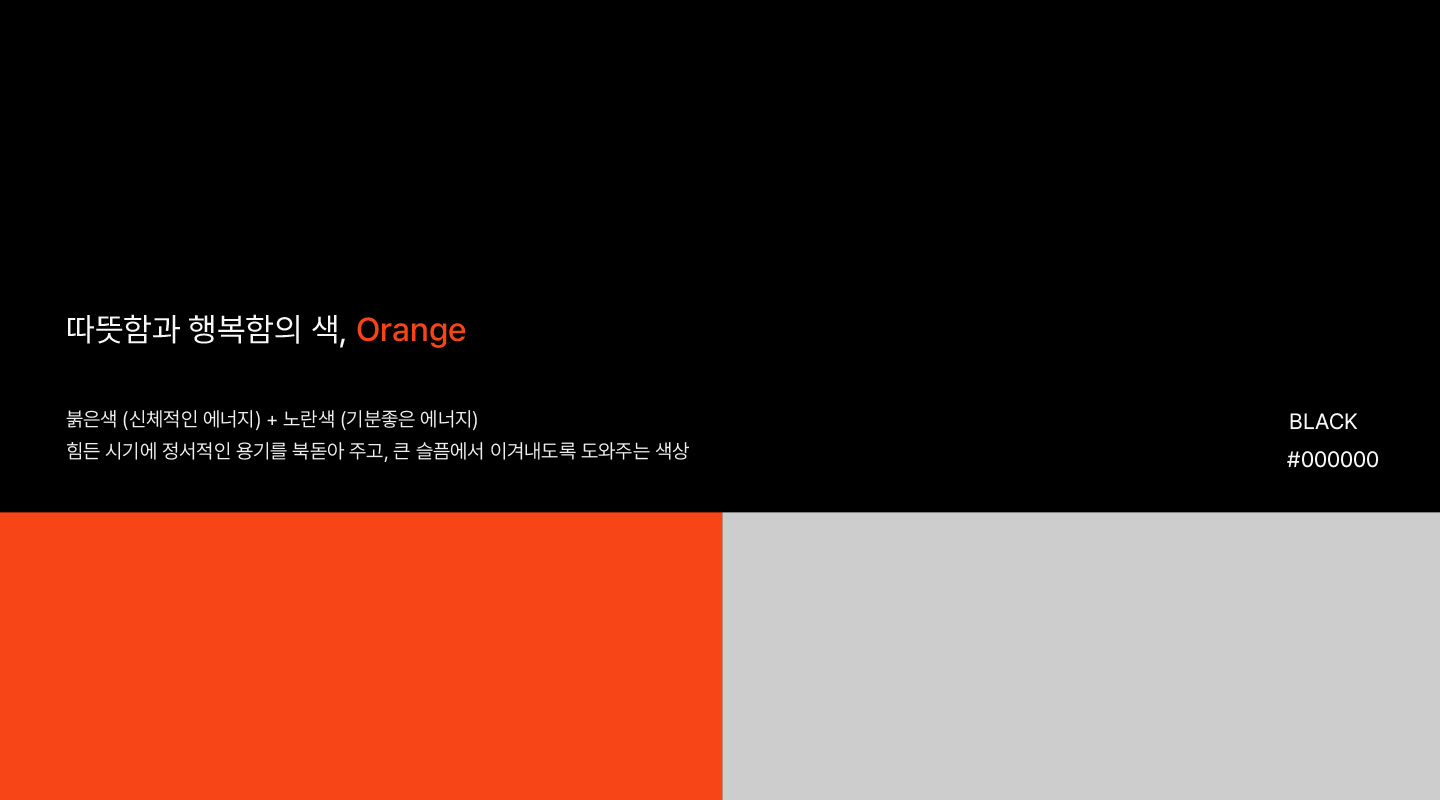 따뜻함과 행복함의 색, Orange
붉은색 (신체적인 에너지) + 노란색 (기분좋은 에너지)
힘든 시기에 정서적인 용기를 북돋아 주고, 큰 슬픔에서 이겨내도록 도와주는 색상
BLACK
#000000